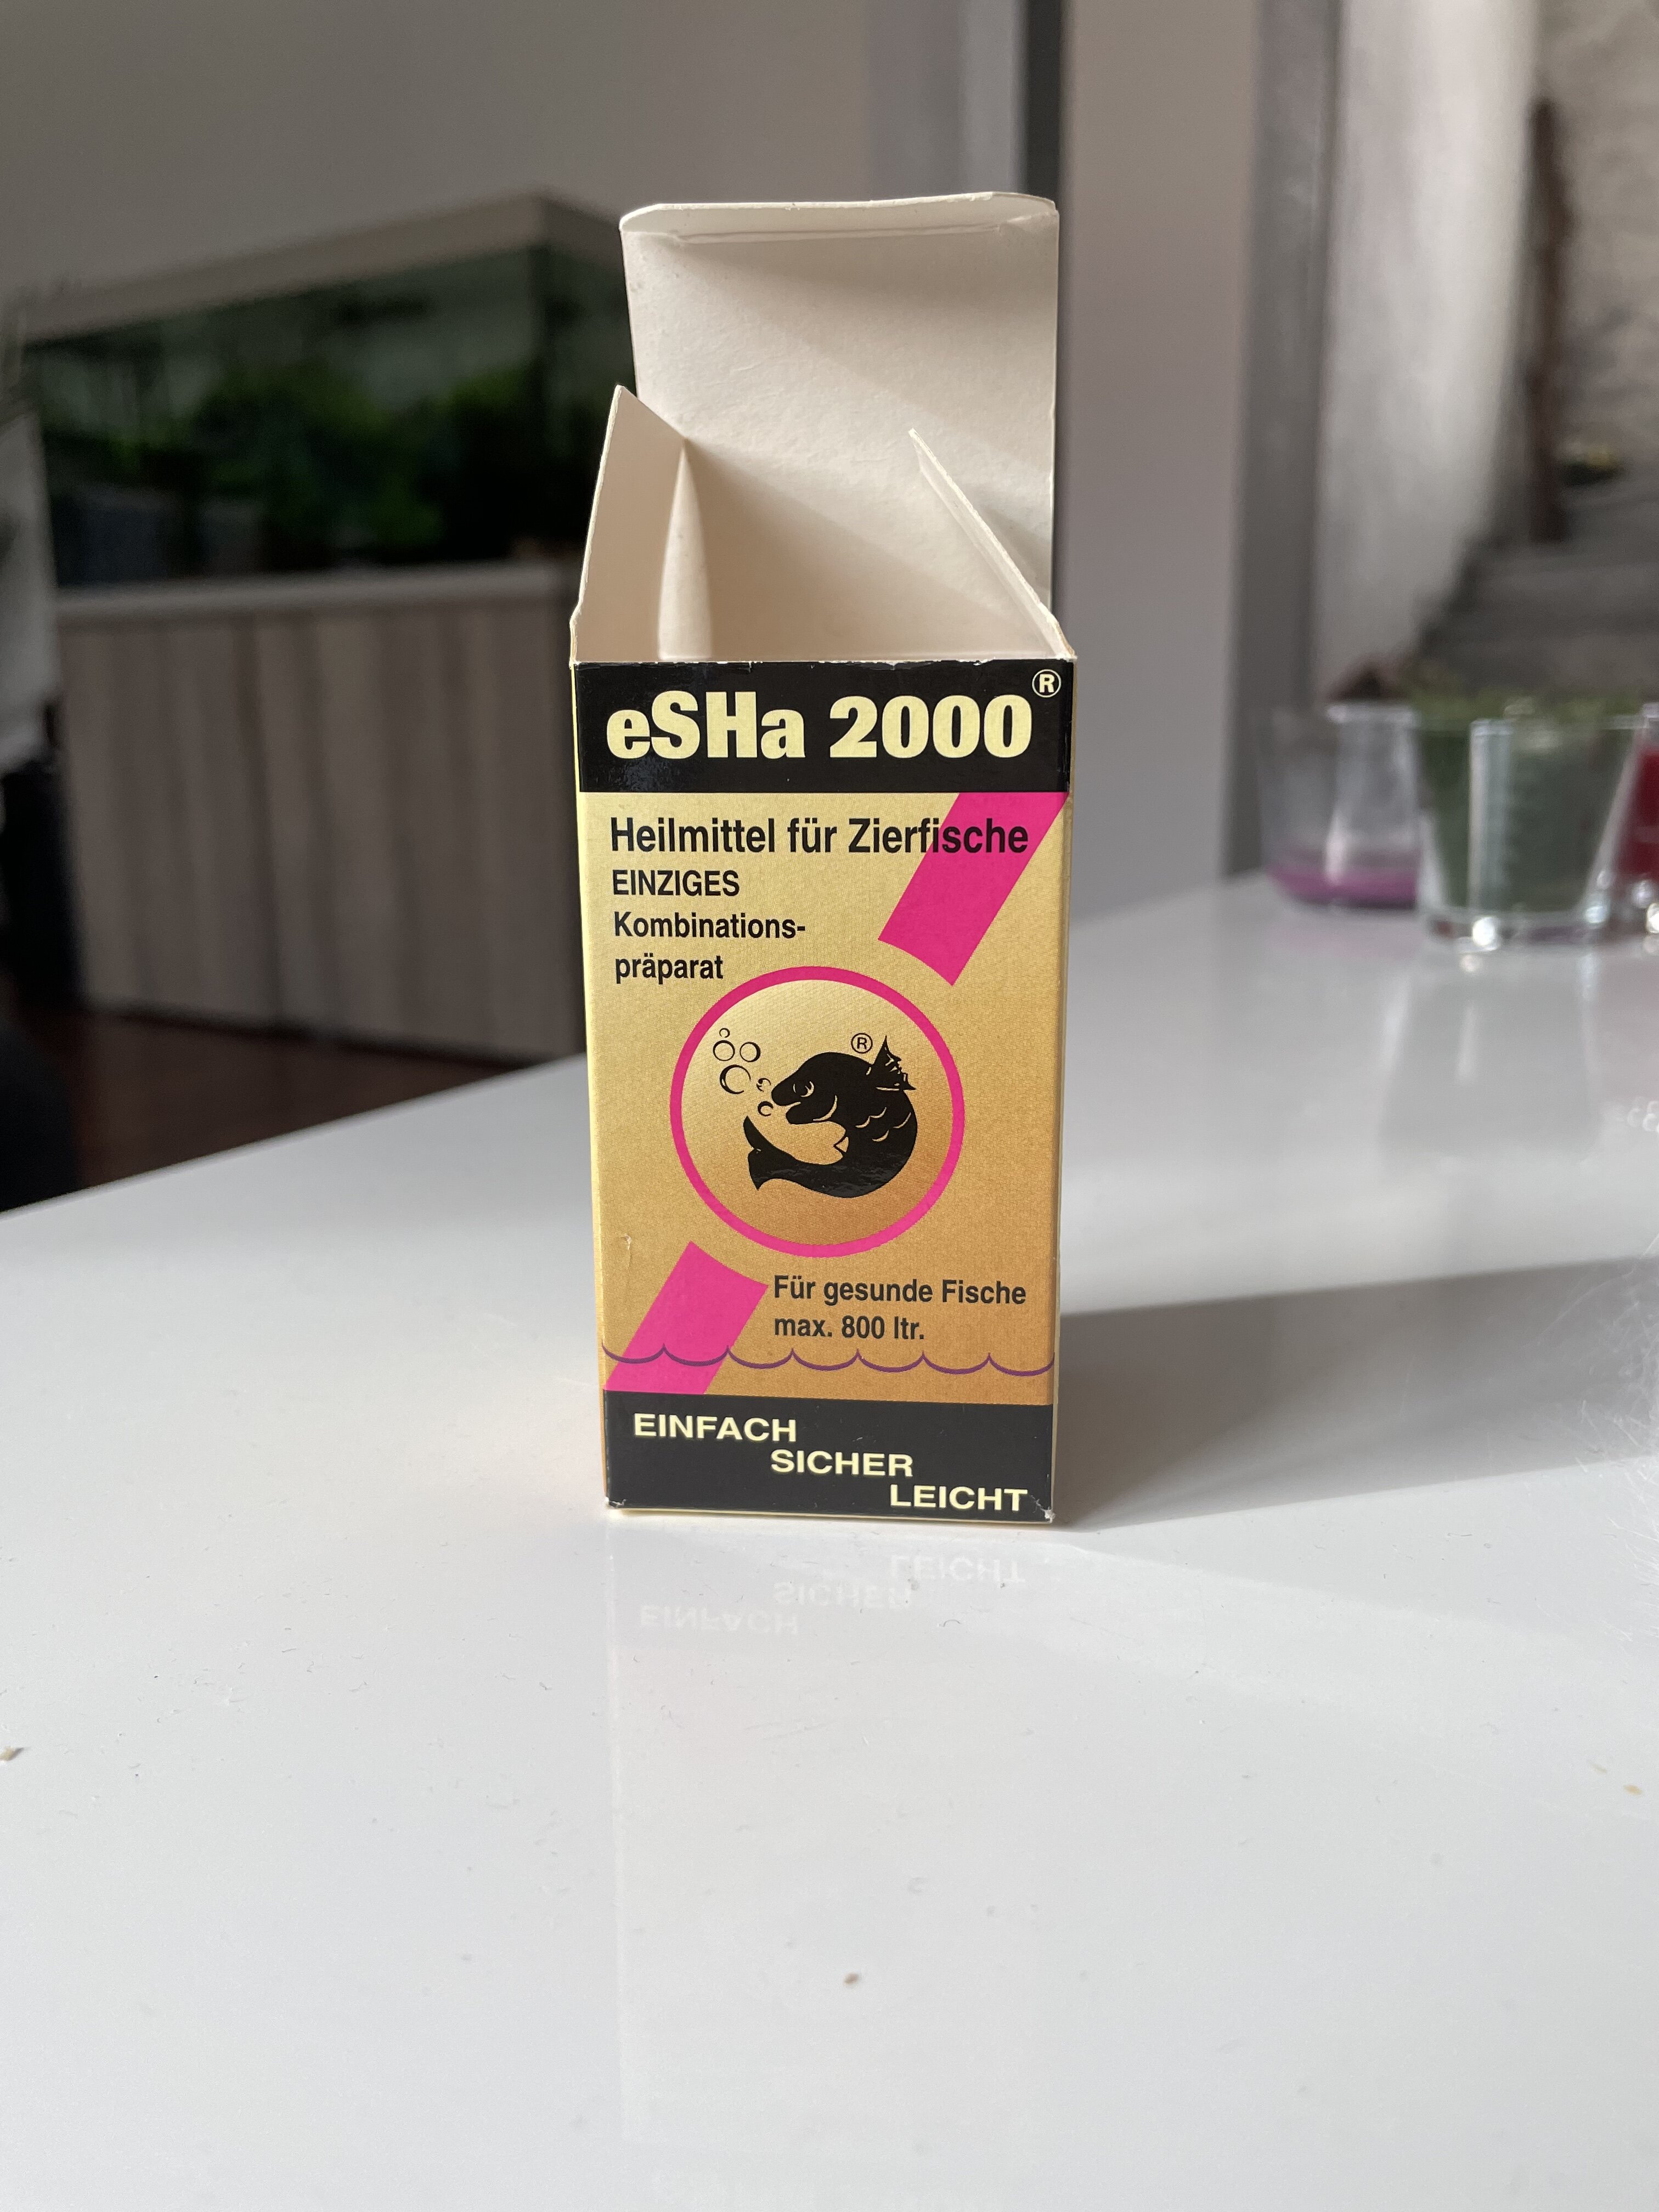 eSHa 2000®
Heilmittel für Zierfische
EINZIGES
Kombinations-
präparat
®
Für gesunde Fische
max. 800 ltr.
EINFACH
SICHER
LEICHT